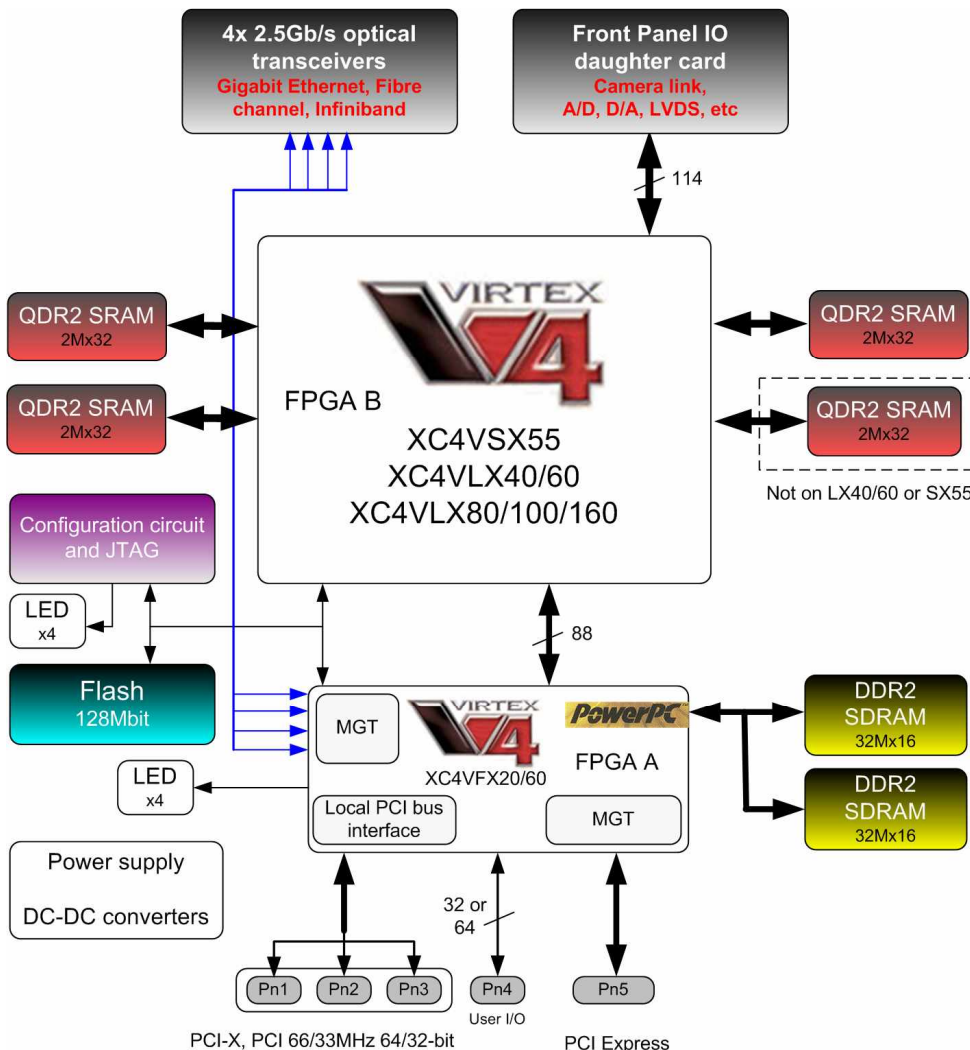 4x 2.5Gb/s optical
transceivers
Gigabit Ethernet, Fibre
channel, Infiniband
Front Panel IO
daughter card
Camera link,
A/D, D/A, LVDS, etc
114
VIRTEX
V4
FPGA B
XC4VSX55
XC4VLX40/60
XC4VLX80/100/160
QDR2 SRAM
2Mx32
QDR2 SRAM
2Mx32
QDR2 SRAM
2Mx32
QDR2 SRAM
2Mx32
Not on LX40/60 or SX55
Configuration circuit
and JTAG
LED
x4
Flash
128Mbit
88
MGT
VIRTEX
V4
XC4VFX20/60
PowerPC™
FPGA A
Local PCI bus
interface
MGT
DDR2
SDRAM
32Mx16
DDR2
SDRAM
32Mx16
LED
x4
Power supply
DC-DC converters
32 or
64
Pn1
Pn2
Pn3
Pn4
Pn5
User I/O
PCI-X, PCI 66/33MHz 64/32-bit
PCI Express